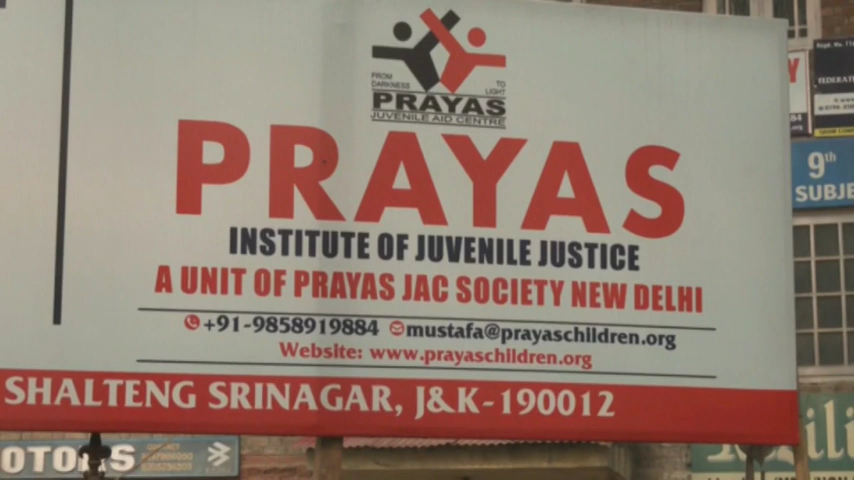 FROM DARKNESS
TO LIGHT
PRAYAS
JUVENILE AID CENTRE
PRAYAS
INSTITUTE OF JUVENILE JUSTICE
A UNIT OF PRAYAS JAC SOCIETY NEW DELHI
+91-9858919884 mustafa@prayaschildren.org
Website: www.prayaschildren.org
SHALTENG SRINAGAR, J&K-190012
9th
SUBJE
OTORS
CONTACT